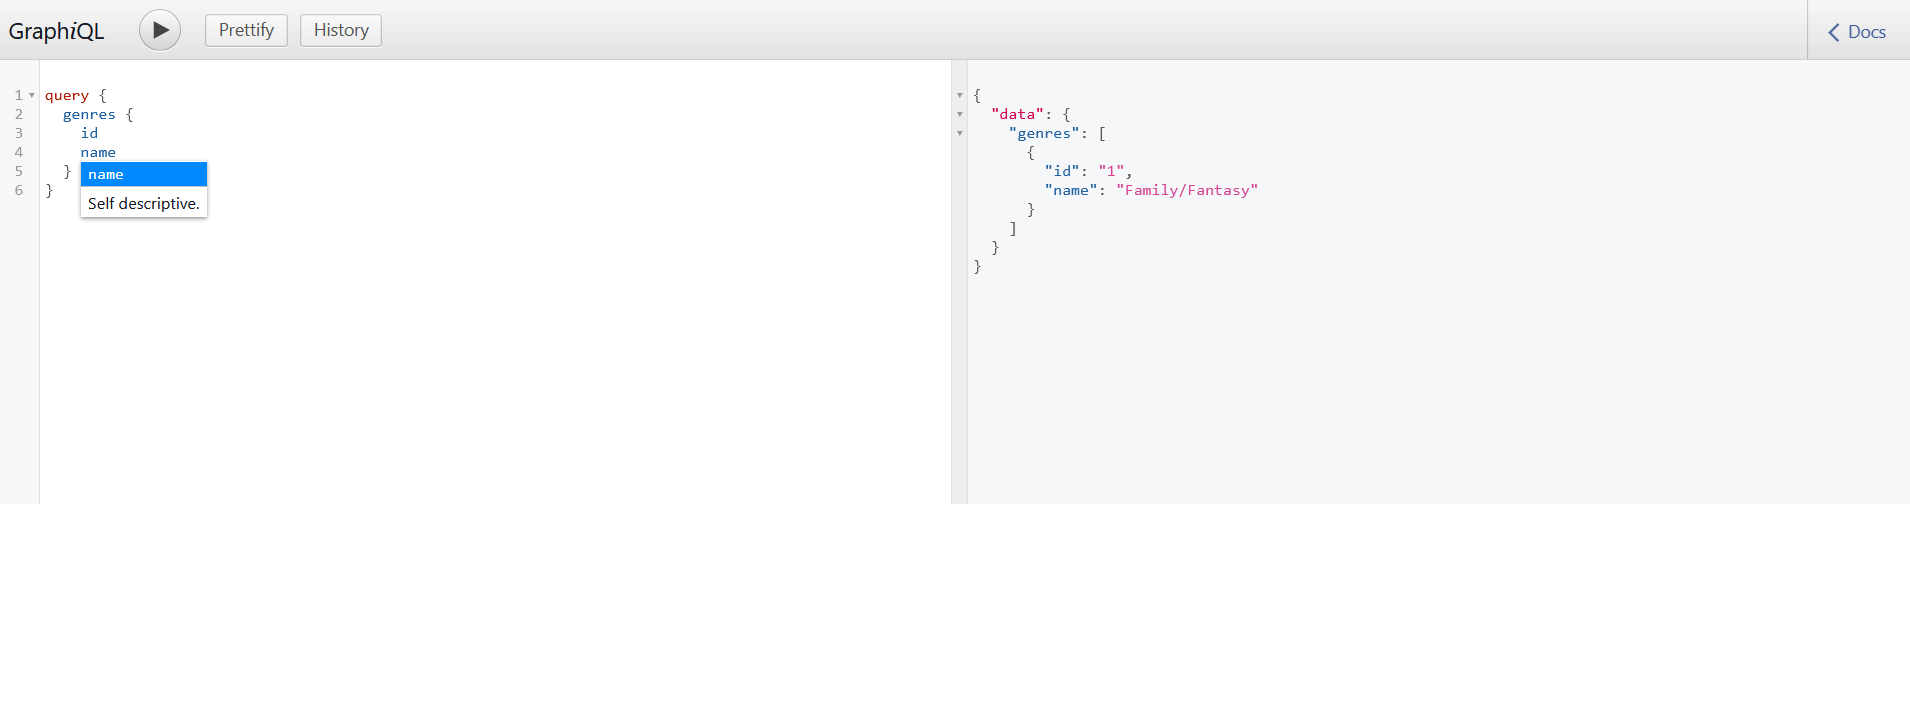 GraphiQL Prettify History Docs
1 query {
2 genres {
3 id
4 name
5 }
6 }
name
Self descriptive.
{
"data": {
"genres": [
{
"id": "1",
"name": "Family/Fantasy"
}
]
}
}